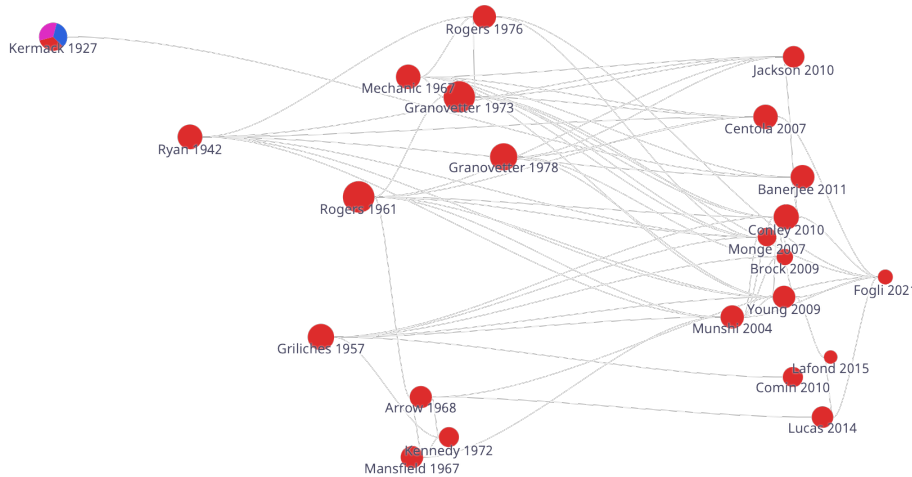 Rogers 1976
Kermack 1927
Jackson 2010
Mechanic 1967
Granovetter 1973
Centola 2007
Ryan 1942
Granovetter 1978
Banerjee 2011
Rogers 1961
Conley 2010
Monge 2007
Brock 2009
Fogli 2021
Young 2009
Munshi 2004
Griliches 1957
Lafond 2015
Comin 2010
Arrow 1968
Lucas 2014
Kennedy 1972
Mansfield 1967